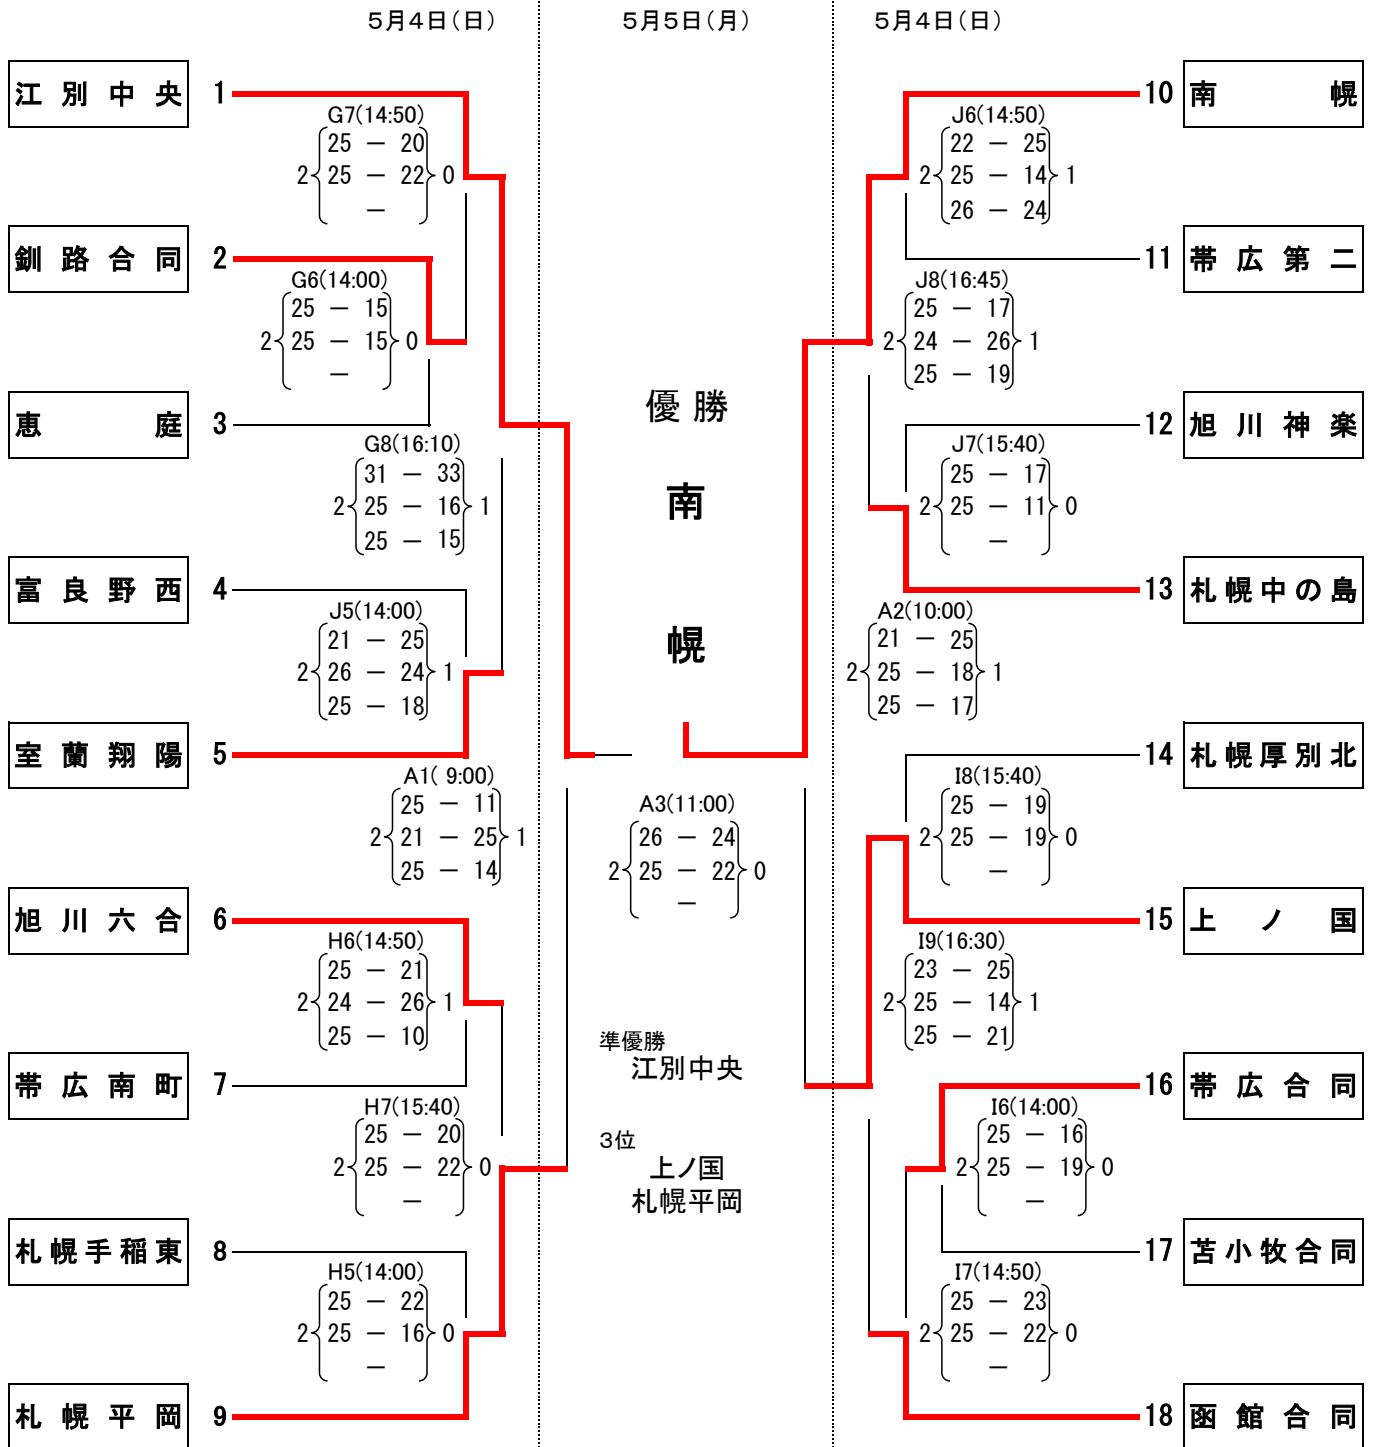 ５月４日（日）
５月５日（月）
５月４日（日）
江別中央 1
G7(14:50)
25 － 20
2 25 － 22 0
－
釧路合同 2
G6(14:00)
25 － 15
2 25 － 15 0
－
恵庭 3
G8(16:10)
31 － 33
2 25 － 16 1
25 － 15
富良野西 4
J5(14:00)
21 － 25
2 26 － 24 1
25 － 18
室蘭翔陽 5
A1( 9:00)
25 － 11
2 21 － 25 1
25 － 14
旭川六合 6
H6(14:50)
25 － 21
2 24 － 26 1
25 － 10
帯広南町 7
H7(15:40)
25 － 20
2 25 － 22 0
－
札幌手稲東 8
H5(14:00)
25 － 22
2 25 － 16 0
－
札幌平岡 9
優勝
南
幌
A3(11:00)
26 － 24
2 25 － 22 0
－
準優勝
江別中央
３位
上ノ国
札幌平岡
10 南幌
J6(14:50)
22 － 25
2 25 － 14 1
26 － 24
11 帯広第二
J8(16:45)
25 － 17
2 24 － 26 1
25 － 19
12 旭川神楽
J7(15:40)
25 － 17
2 25 － 11 0
－
13 札幌中の島
A2(10:00)
21 － 25
2 25 － 18 1
25 － 17
14 札幌厚別北
I8(15:40)
25 － 19
2 25 － 19 0
－
15 上ノ国
I9(16:30)
23 － 25
2 25 － 14 1
25 － 21
16 帯広合同
I6(14:00)
25 － 16
2 25 － 19 0
－
17 苫小牧合同
I7(14:50)
25 － 23
2 25 － 22 0
－
18 函館合同